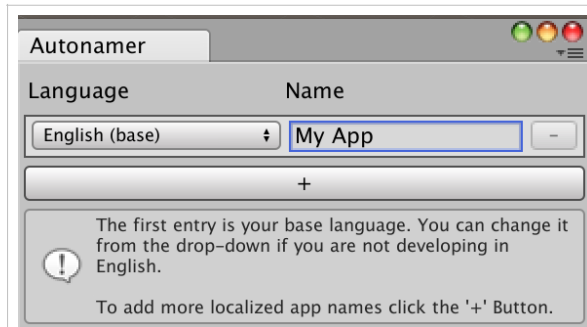 Autonamer
Language Name
English (base) My App -
+
The first entry is your base language. You can change it
from the drop-down if you are not developing in
English.
To add more localized app names click the '+' Button.